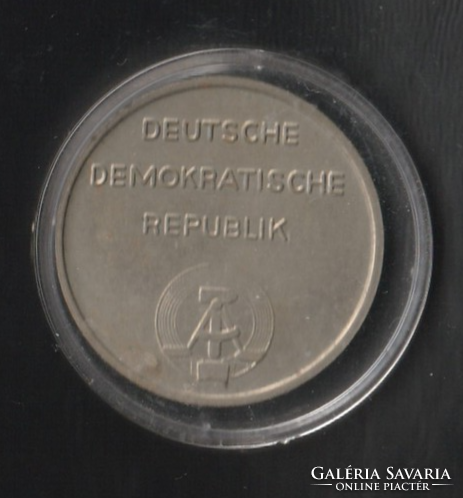 DEUTSCHE
DEMOKRATISCHE
REPUBLIK
GALÉRIA SAVARIA
ONLINE PIACTÉR